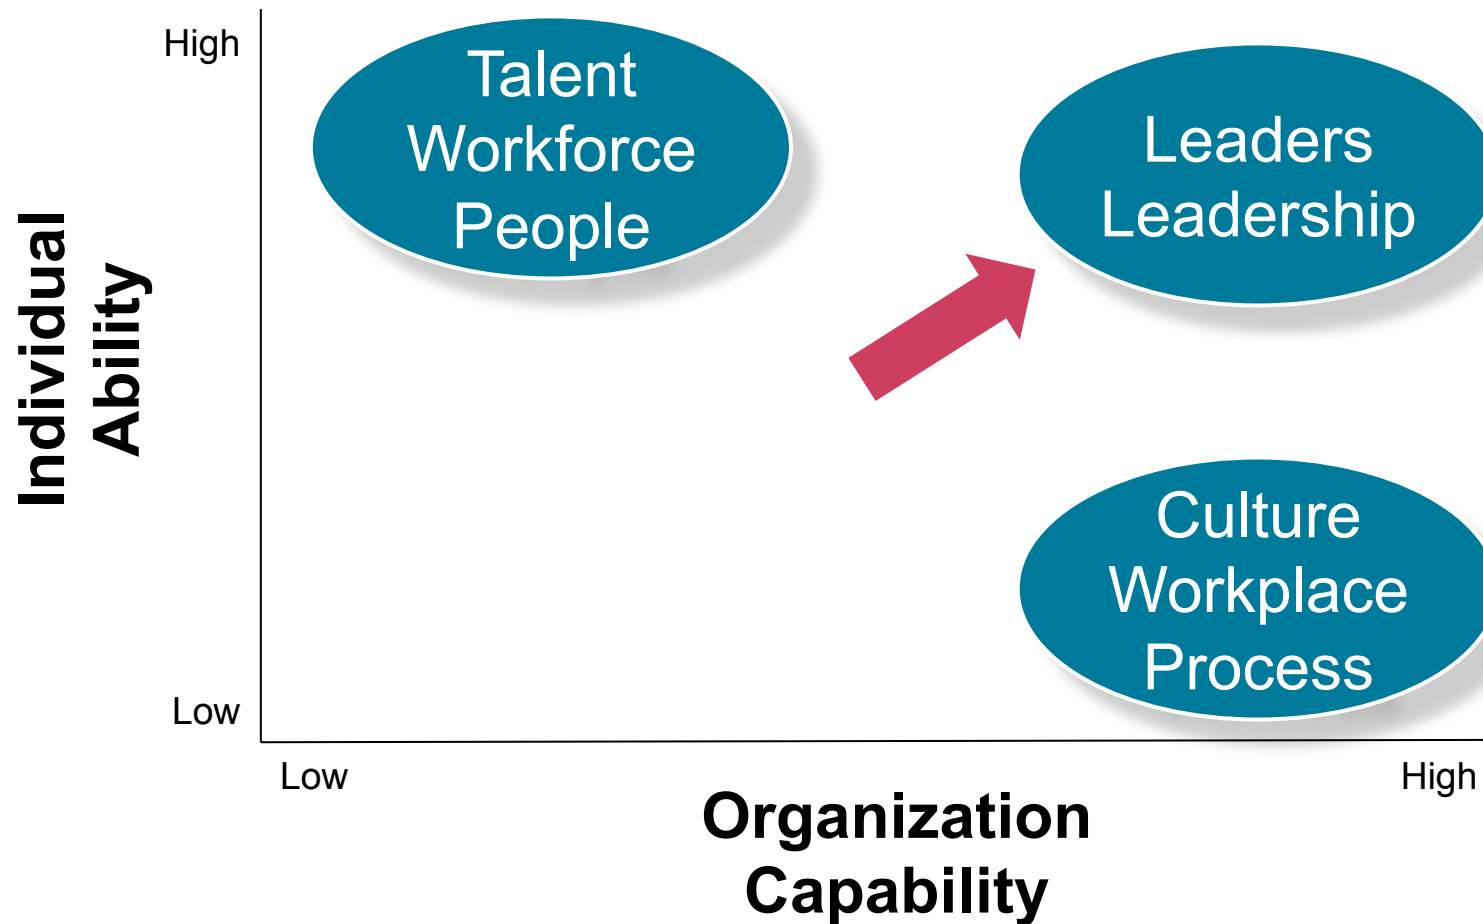 High
Talent
Workforce
People
Leaders
Leadership
Individual
Ability
Culture
Workplace
Process
Low
Low
High
Organization
Capability